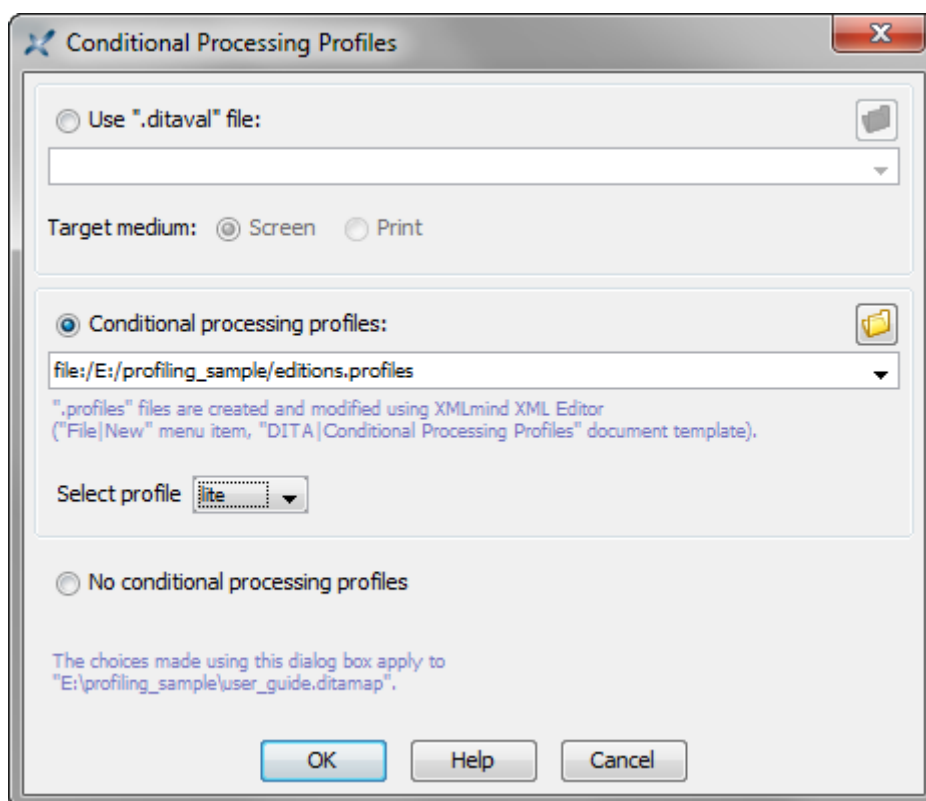 Conditional Processing Profiles
Use ".ditaval" file:
Target medium: Screen Print
Conditional processing profiles:
file:/E:/profiling_sample/editions.profiles
".profiles" files are created and modified using XMLmind XML Editor
("File|New" menu item, "DITA|Conditional Processing Profiles" document template).
Select profile lite
No conditional processing profiles
The choices made using this dialog box apply to
"E:\profiling_sample\user_guide.ditamap".
OK Help Cancel